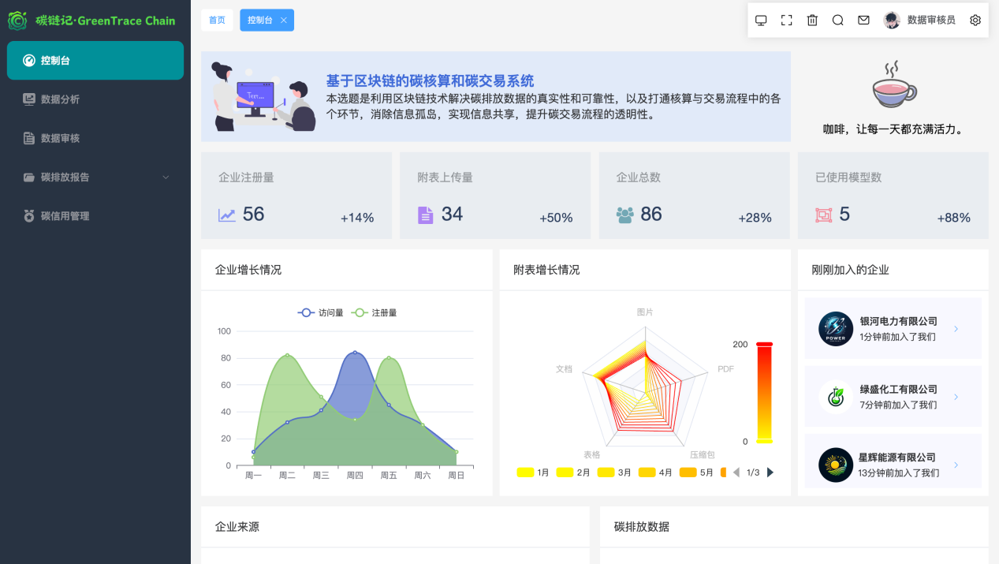 碳链记·GreenTrace Chain
首页
控制台
数据审核员
控制台
数据分析
数据审核
碳排放报告
碳信用管理
Text...
基于区块链的碳核算和碳交易系统
本选题是利用区块链技术解决碳排放数据的真实性和可靠性，以及打通核算与交易流程中的各
个环节，消除信息孤岛，实现信息共享，提升碳交易流程的透明性。
咖啡，让每一天都充满活力。
企业注册量
56
+14%
附表上传量
34
+50%
企业总数
86
+28%
已使用模型数
5
+88%
企业增长情况
访问量
注册量
100
80
60
40
20
0
周一
周二
周三
周四
周五
周六
周日
附表增长情况
图片
文档
PDF
表格
压缩包
200
0
1月
2月
3月
4月
5月
1/3
刚刚加入的企业
POWER
银河电力有限公司
1分钟前加入了我们
绿盛化工有限公司
7分钟前加入了我们
星辉能源有限公司
13分钟前加入了我们
企业来源
碳排放数据